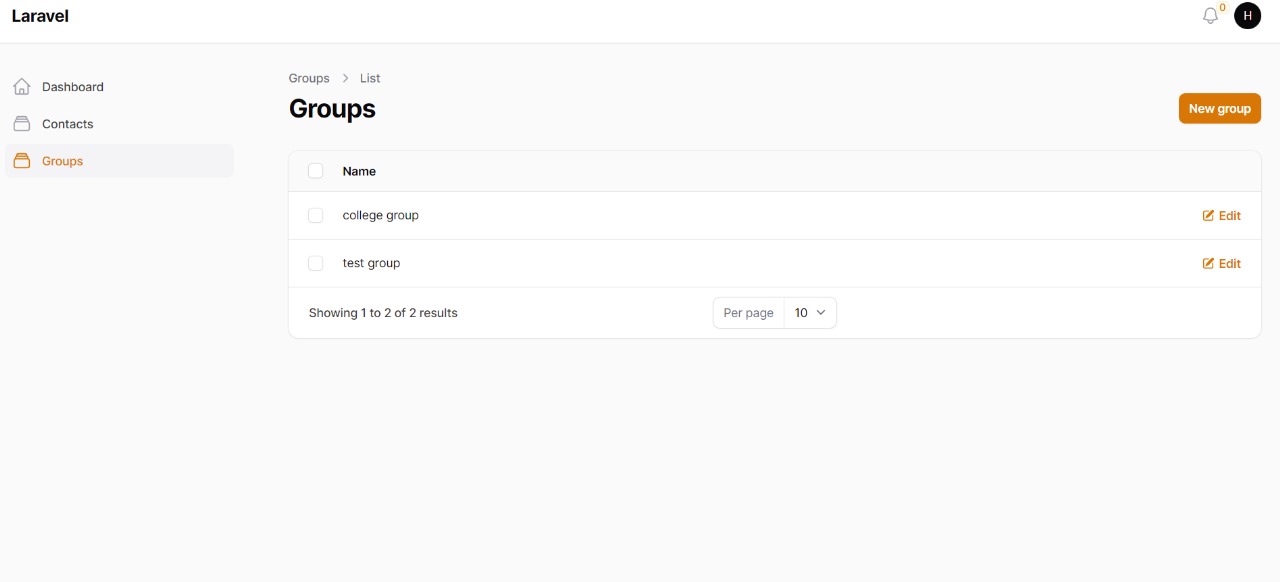 Laravel
0
H
Dashboard
Contacts
Groups
Groups > List
Groups
New group
Name
college group Edit
test group Edit
Showing 1 to 2 of 2 results Per page 10